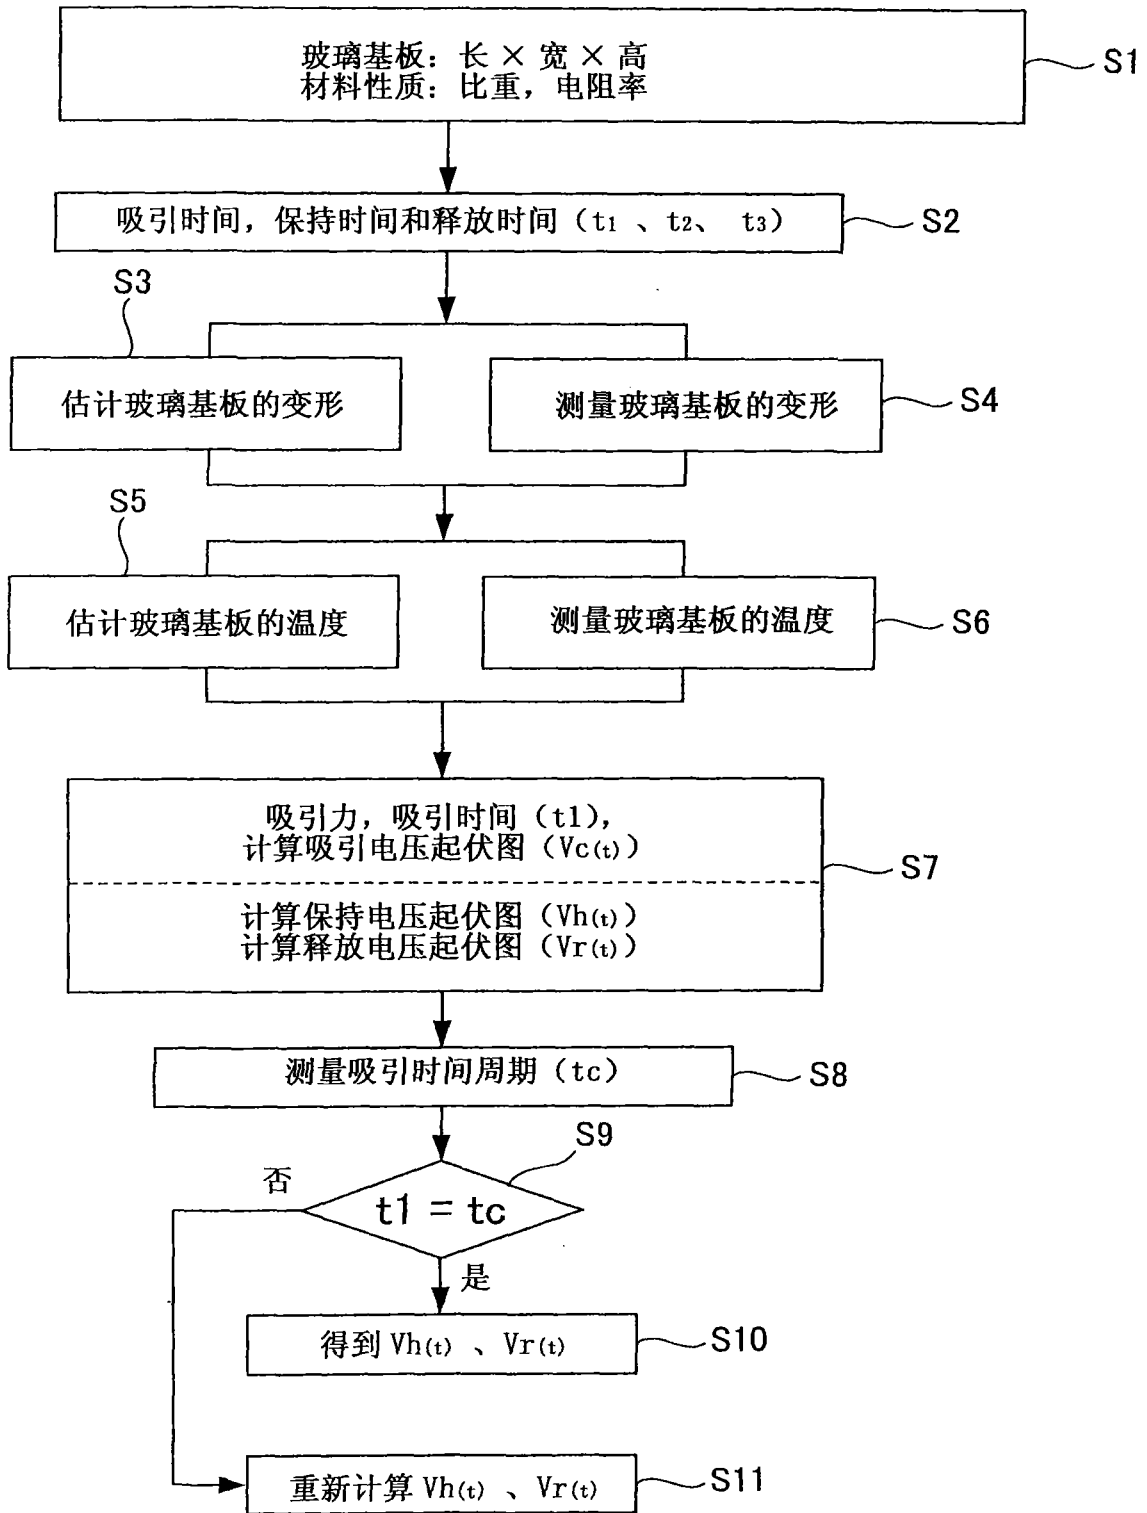 玻璃基板：长 × 宽 × 高
材料性质：比重，电阻率
S1
吸引时间，保持时间和释放时间（t1 、t2、 t3）
S2
S3
估计玻璃基板的变形
测量玻璃基板的变形
S4
S5
估计玻璃基板的温度
测量玻璃基板的温度
S6
吸引力，吸引时间（t1），
计算吸引电压起伏图（Vc(t)）
S7
计算保持电压起伏图（Vh(t)）
计算释放电压起伏图（Vr(t)）
测量吸引时间周期（tc）
S8
S9
否
t1 = tc
是
得到 Vh(t) 、Vr(t)
S10
重新计算 Vh(t) 、Vr(t)
S11